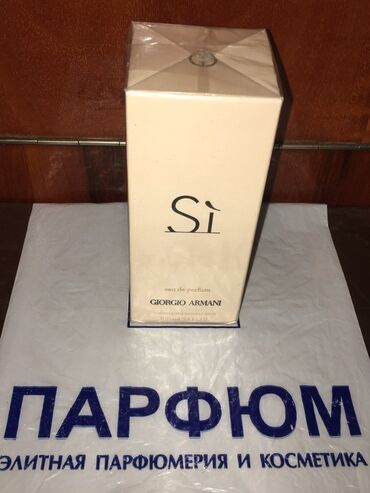 Sì
eau de parfum
GIORGIO ARMANI
ПАРФЮМ
ЭЛИТНАЯ ПАРФЮМЕРИЯ И КОСМЕТИКА